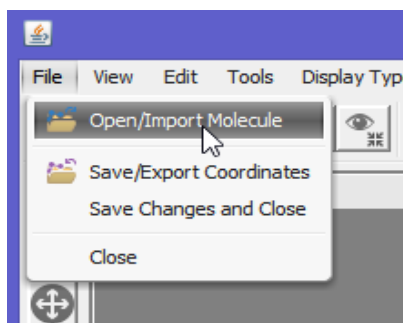 File View Edit Tools Display Typ
Open/Import Molecule
Save/Export Coordinates
Save Changes and Close
Close